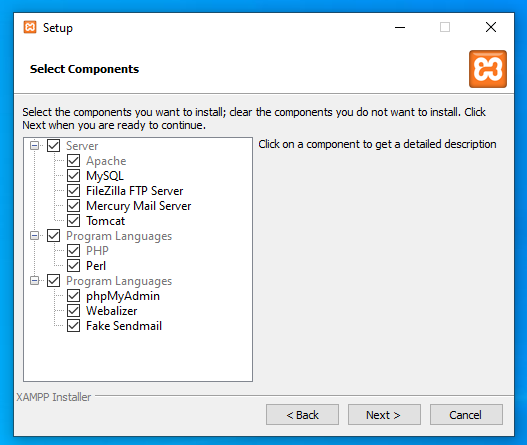 Setup
Select Components
Select the components you want to install; clear the components you do not want to install. Click
Next when you are ready to continue.
Server
Apache
MySQL
FileZilla FTP Server
Mercury Mail Server
Tomcat
Program Languages
PHP
Perl
Program Languages
phpMyAdmin
Webalizer
Fake Sendmail
Click on a component to get a detailed description
XAMPP Installer
< Back
Next >
Cancel